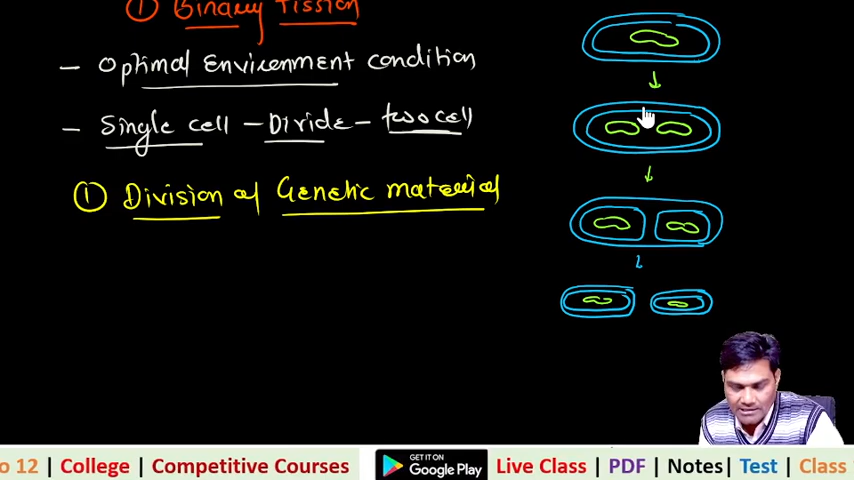 ① Binary fission
- Optimal Environment condition
- Single cell - Divide - two cell
① Division of Genetic material
o 12 | College | Competitive Courses
GET IT ON
Google Play
Live Class | PDF | Notes | Test | Class